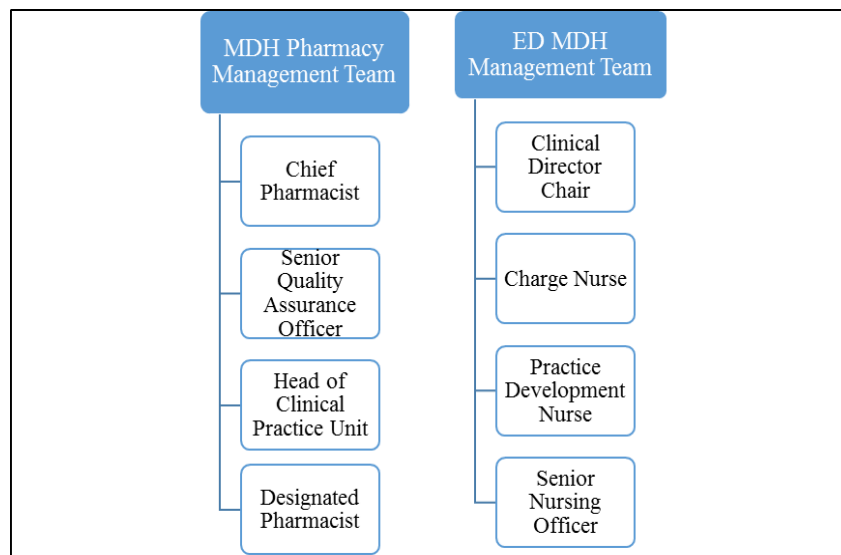 MDH Pharmacy
Management Team
Chief
Pharmacist
Senior
Quality
Assurance
Officer
Head of
Clinical
Practice Unit
Designated
Pharmacist
ED MDH
Management Team
Clinical
Director
Chair
Charge Nurse
Practice
Development
Nurse
Senior
Nursing
Officer